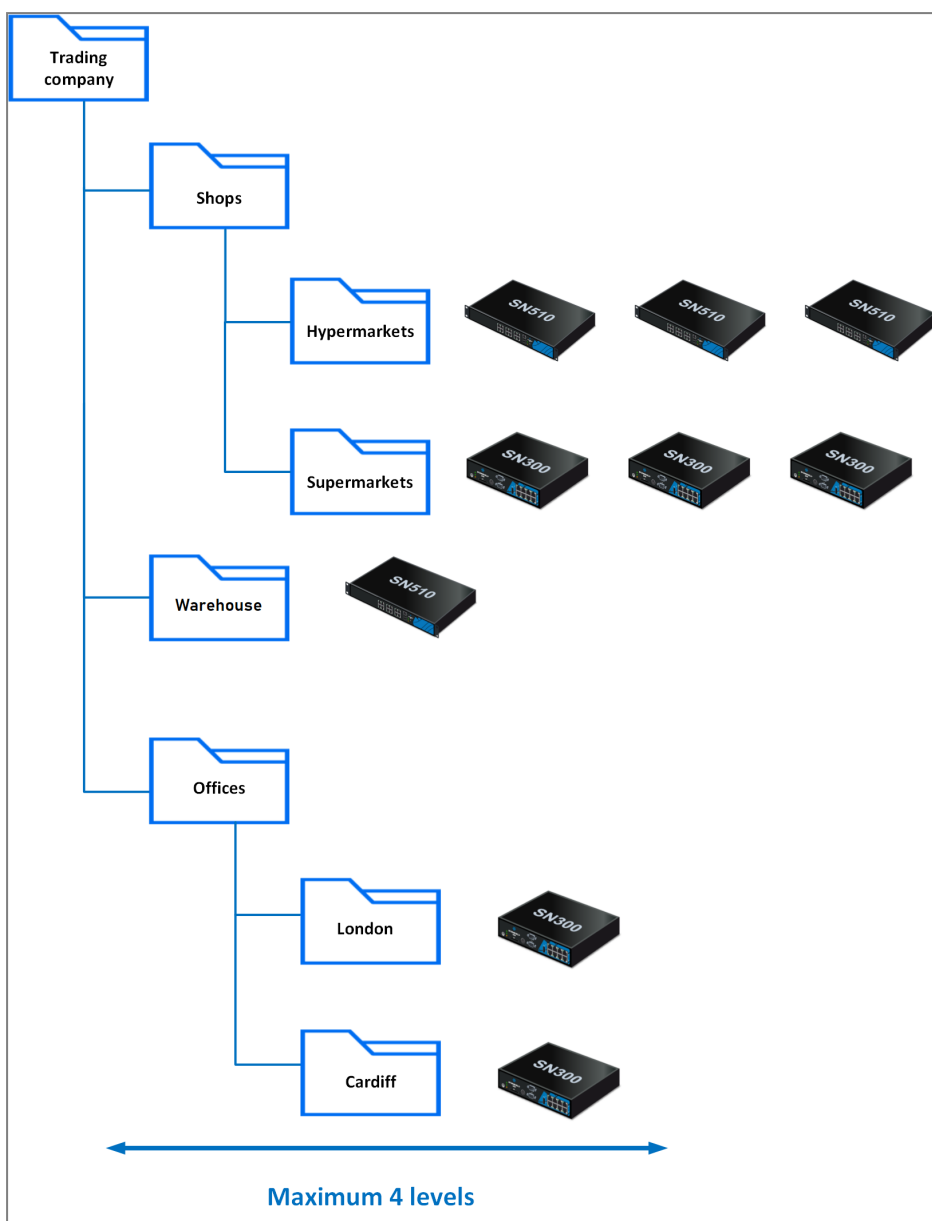 Trading
company
Shops
Hypermarkets
SN510
SN510
SN510
Supermarkets
SN300
SN300
SN300
Warehouse
SN510
Offices
London
SN300
Cardiff
SN300
Maximum 4 levels